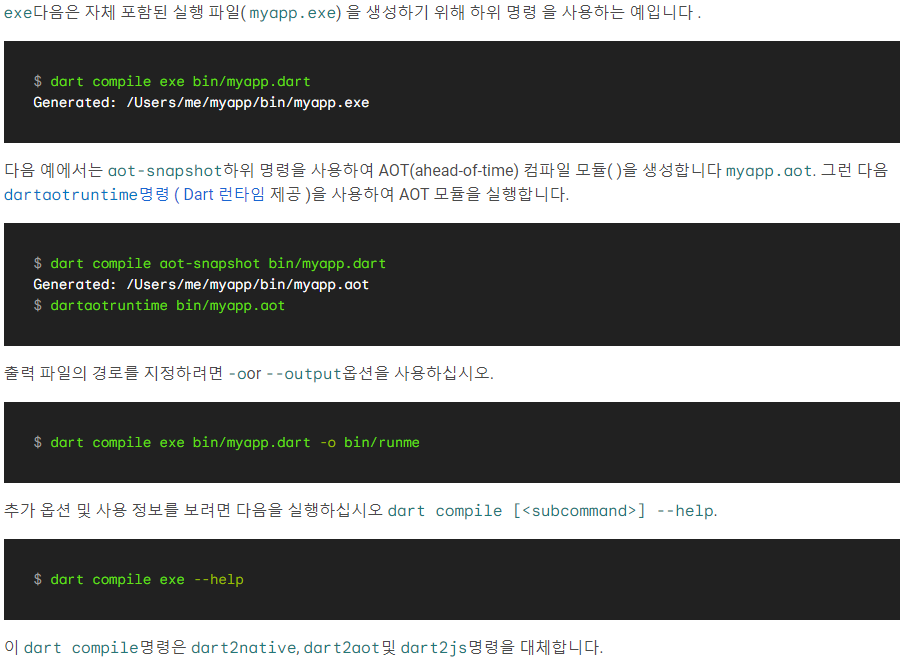 exe다음은 자체 포함된 실행 파일( myapp.exe) 을 생성하기 위해 하위 명령 을 사용하는 예입니다 .
$ dart compile exe bin/myapp.dart
Generated: /Users/me/myapp/bin/myapp.exe
다음 예에서는 aot-snapshot하위 명령을 사용하여 AOT(ahead-of-time) 컴파일 모듈( )을 생성합니다 myapp.aot. 그런 다음
dartaotruntime명령 ( Dart 런타임 제공 )을 사용하여 AOT 모듈을 실행합니다.
$ dart compile aot-snapshot bin/myapp.dart
Generated: /Users/me/myapp/bin/myapp.aot
$ dartaotruntime bin/myapp.aot
출력 파일의 경로를 지정하려면 -oor --output옵션을 사용하십시오.
$ dart compile exe bin/myapp.dart -o bin/runme
추가 옵션 및 사용 정보를 보려면 다음을 실행하십시오 dart compile [<subcommand>] --help.
$ dart compile exe --help
이 dart compile명령은 dart2native, dart2aot및 dart2js명령을 대체합니다.